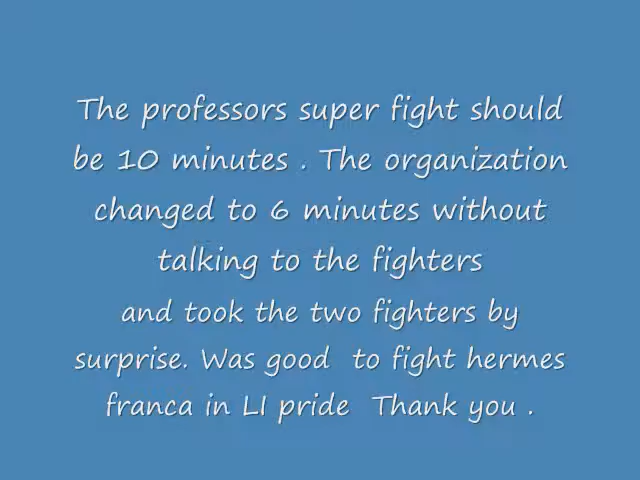 The professors super fight should
be 10 minutes . The organization
changed to 6 minutes without
talking to the fighters
and took the two fighters by
surprise. Was good  to fight hermes
franca in LI pride  Thank you .